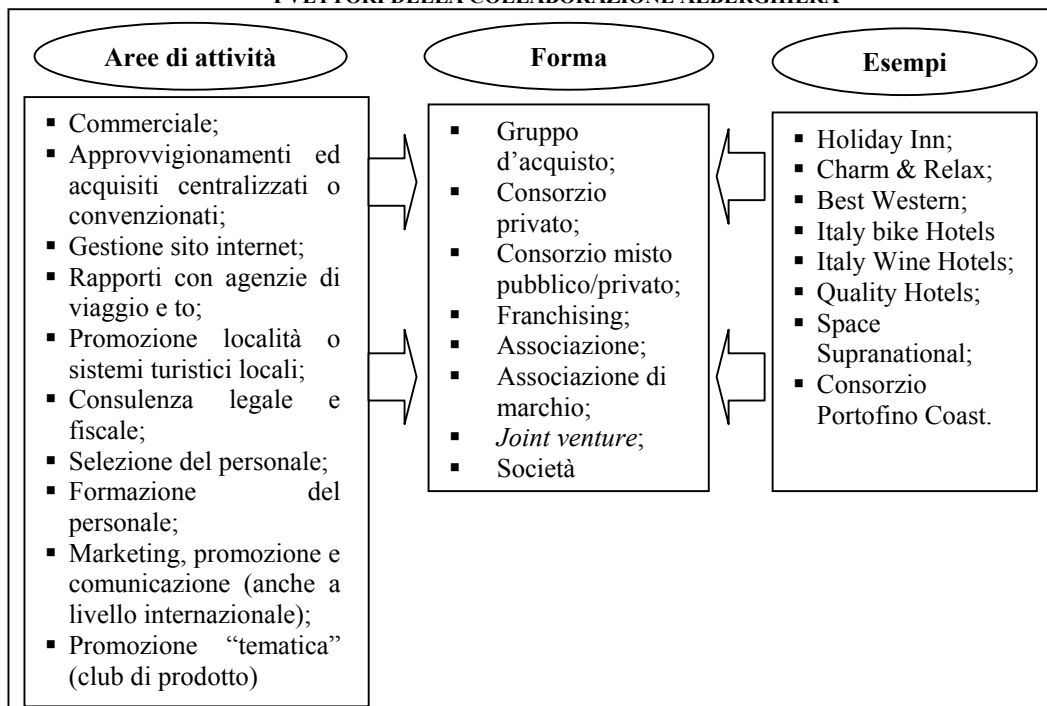 I VETTORI DELLA COLLABORAZIONE ALBERGHIERA
Aree di attività
Forma
Esempi
▪ Commerciale;
▪ Approvvigionamenti ed
acquisiti centralizzati o
convenzionati;
▪ Gestione sito internet;
▪ Rapporti con agenzie di
viaggio e to;
▪ Promozione località o
sistemi turistici locali;
▪ Consulenza legale e
fiscale;
▪ Selezione del personale;
▪ Formazione del
personale;
▪ Marketing, promozione e
comunicazione (anche a
livello internazionale);
▪ Promozione “tematica”
(club di prodotto)
▪ Gruppo
d’acquisto;
▪ Consorzio
privato;
▪ Consorzio misto
pubblico/privato;
▪ Franchising;
▪ Associazione;
▪ Associazione di
marchio;
▪ Joint venture;
▪ Società
▪ Holiday Inn;
▪ Charm & Relax;
▪ Best Western;
▪ Italy bike Hotels
▪ Italy Wine Hotels;
▪ Quality Hotels;
▪ Space
Supranational;
▪ Consorzio
Portofino Coast.